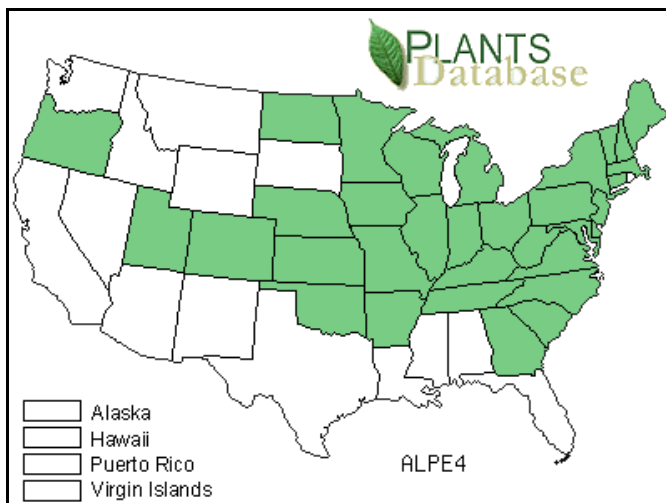 PLANTS
Database
Alaska
Hawaii
Puerto Rico
Virgin Islands
ALPE4